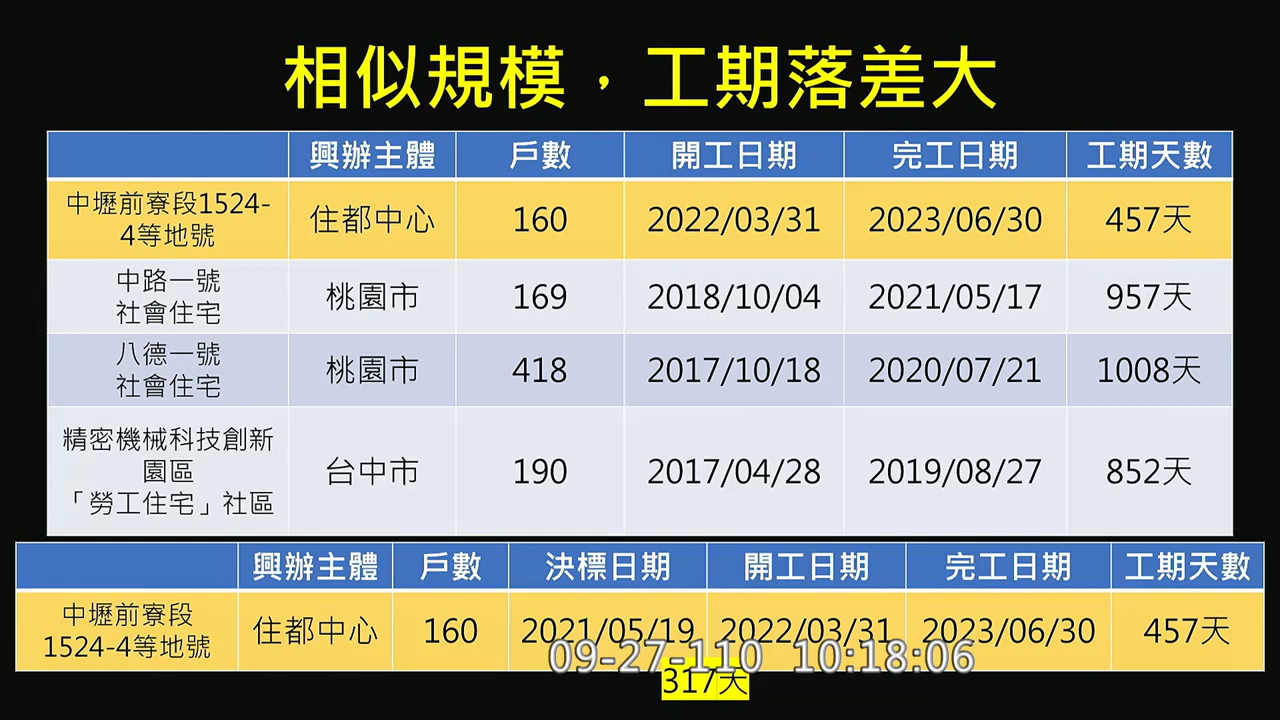 相似規模，工期落差大
興辦主體 戶數 開工日期 完工日期 工期天數
中壢前寮段1524-
4等地號 住都中心 160 2022/03/31 2023/06/30 457天
中路一號
社會住宅 桃園市 169 2018/10/04 2021/05/17 957天
八德一號
社會住宅 桃園市 418 2017/10/18 2020/07/21 1008天
精密機械科技創新
園區
「勞工住宅」社區 台中市 190 2017/04/28 2019/08/27 852天
興辦主體 戶數 決標日期 開工日期 完工日期 工期天數
中壢前寮段
1524-4等地號 住都中心 160 2021/05/19 2022/03/31 2023/06/30 457天
09-27-110 10:18:06
317天